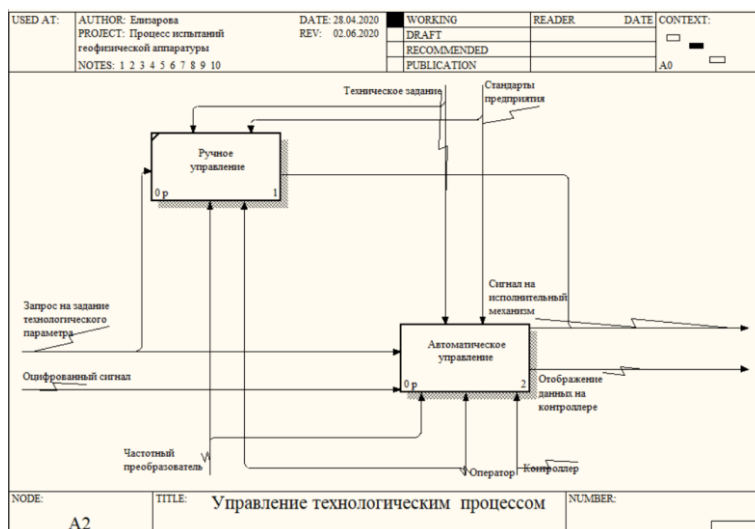 USED AT:
AUTHOR: Елизарова
DATE: 28.04.2020
WORKING
READER
DATE
CONTEXT:
PROJECT: Процесс испытаний
геофизической аппаратуры
REV: 02.06.2020
DRAFT
RECOMMENDED
NOTES: 1 2 3 4 5 6 7 8 9 10
PUBLICATION
A0
Техническое задание
Стандарты
предприятия
Ручное
управление
0 р
1
Запрос на задание
технологического
параметра
Сигнал на
исполнительный
механизм
Автоматическое
управление
0 р
2
Оцифрованный сигнал
Отображение
данных на
контроллере
Частотный
преобразователь
Оператор
Контроллер
NODE:
TITLE:
Управление технологическим процессом
NUMBER:
A2